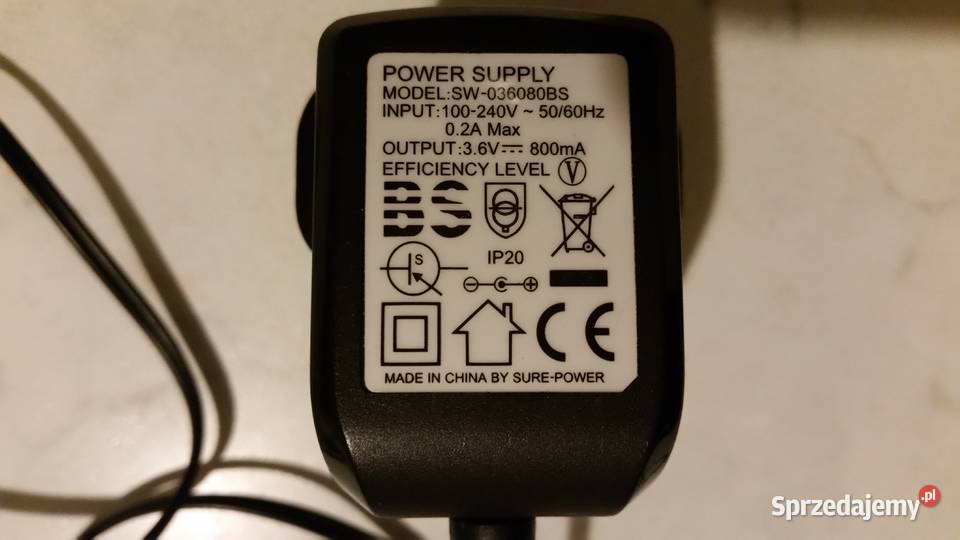 POWER SUPPLY
MODEL:SW-036080BS
INPUT:100-240V ~ 50/60Hz
0.2A Max
OUTPUT:3.6V⎓ 800mA
EFFICIENCY LEVEL V
BS
S
IP20
CE
MADE IN CHINA BY SURE-POWER
Sprzedajemy.pl